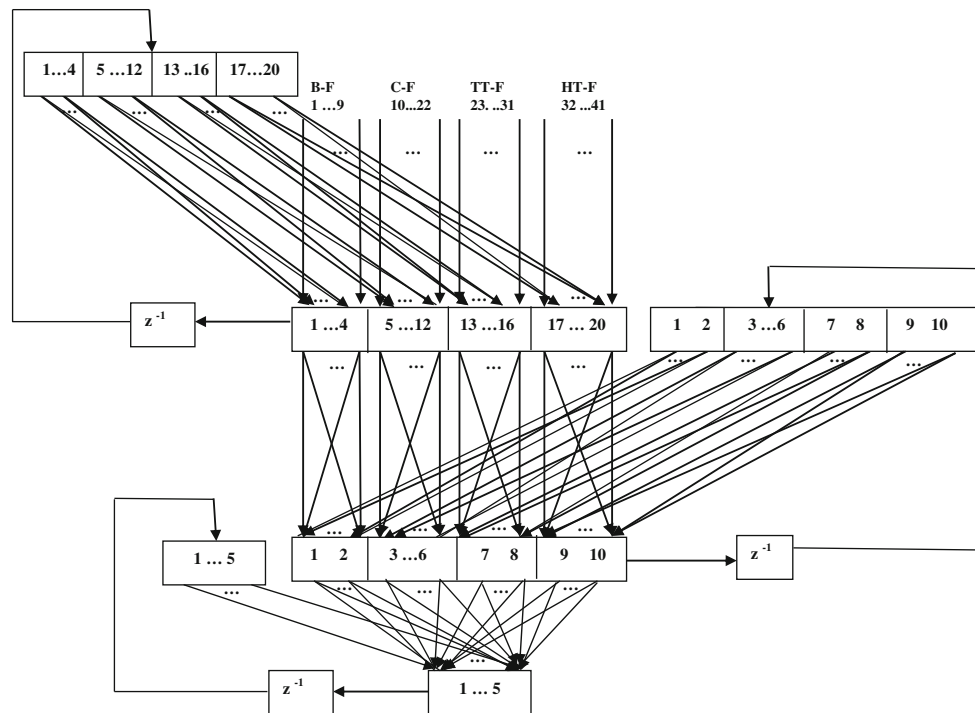 1…4 5 …12 13 ..16 17…20
B-F C-F TT-F HT-F
1 …9 10...22 23. ..31 32 …41
… … … …
… … … …
… … … …
z -1 1 …4 5 …12 13 …16 17 … 20 1 2 3 …6 7 8 9 10
… … … … … … … …
… … … …
1 … 5 1 2 3 …6 7 8 9 10 z -1
… … … … …
…
z -1 1 … 5